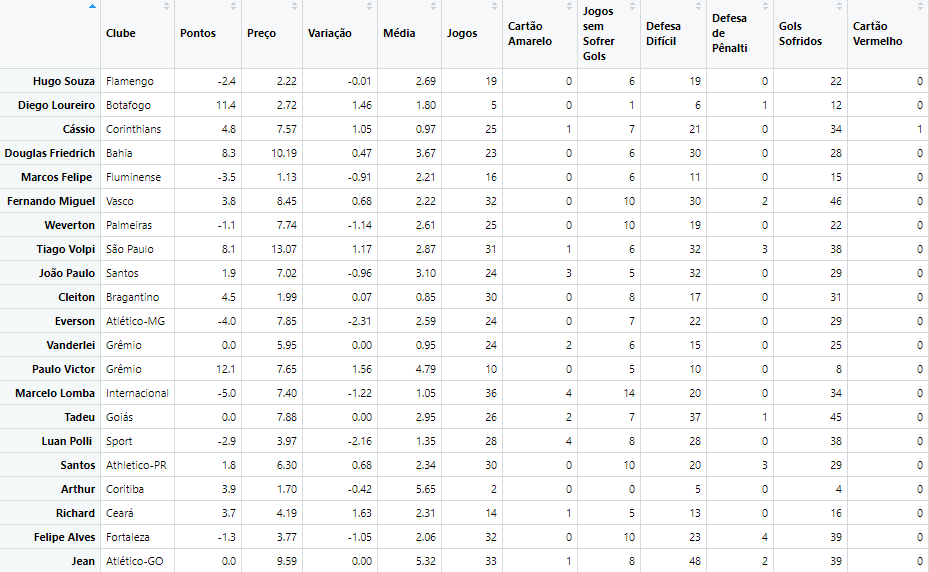 Clube Pontos Preço Variação Média Jogos Cartão Amarelo Jogos sem Sofrer Gols Defesa Difícil Defesa de Pênalti Gols Sofridos Cartão Vermelho
Hugo Souza Flamengo -2.4 2.22 -0.01 2.69 19 0 6 19 0 22 0
Diego Loureiro Botafogo 11.4 2.72 1.46 1.80 5 0 1 6 1 12 0
Cássio Corinthians 4.8 7.57 1.05 0.97 25 1 7 21 0 34 1
Douglas Friedrich Bahia 8.3 10.19 0.47 3.67 23 0 6 30 0 28 0
Marcos Felipe Fluminense -3.5 1.13 -0.91 2.21 16 0 6 11 0 15 0
Fernando Miguel Vasco 3.8 8.45 0.68 2.22 32 0 10 30 2 46 0
Weverton Palmeiras -1.1 7.74 -1.14 2.61 25 0 10 19 0 22 0
Tiago Volpi São Paulo 8.1 13.07 1.17 2.87 31 1 6 32 3 38 0
João Paulo Santos 1.9 7.02 -0.96 3.10 24 3 5 32 0 29 0
Cleiton Bragantino 4.5 1.99 0.07 0.85 30 0 8 17 0 31 0
Everson Atlético-MG -4.0 7.85 -2.31 2.59 24 0 7 22 0 29 0
Vanderlei Grêmio 0.0 5.95 0.00 0.95 24 2 6 15 0 25 0
Paulo Victor Grêmio 12.1 7.65 1.56 4.79 10 0 5 10 0 8 0
Marcelo Lomba Internacional -5.0 7.40 -1.22 1.05 36 4 14 20 0 34 0
Tadeu Goiás 0.0 7.88 0.00 2.95 26 2 7 37 1 45 0
Luan Polli Sport -2.9 3.97 -2.16 1.35 28 4 8 28 0 38 0
Santos Athletico-PR 1.8 6.30 0.68 2.34 30 0 10 20 3 29 0
Arthur Coritiba 3.9 1.70 -0.42 5.65 2 0 0 5 0 4 0
Richard Ceará 3.7 4.19 1.63 2.31 14 1 5 13 0 16 0
Felipe Alves Fortaleza -1.3 3.77 -1.05 2.06 32 0 10 23 4 39 0
Jean Atlético-GO 0.0 9.59 0.00 5.32 33 1 8 48 2 39 0